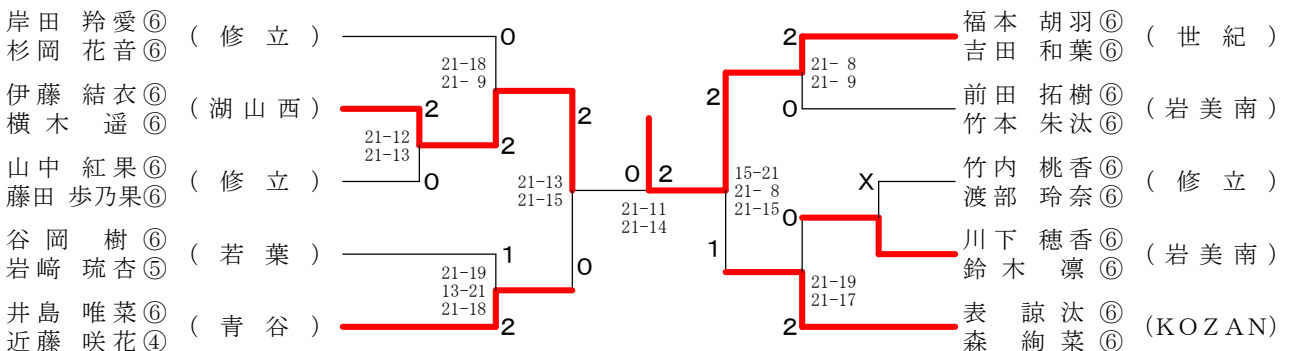 岸田 羚愛⑥
杉岡 花音⑥
(修立)
0
21-18
21- 9
伊藤 結衣⑥
横木 遥⑥
(湖山西)
2
21-12
21-13
2
山中 紅果⑥
藤田 歩乃果⑥
(修立)
0
2
21-13
21-15
谷岡 樹⑥
岩﨑 琉杏⑤
(若葉)
1
21-19
13-21
21-18
0
井島 唯菜⑥
近藤 咲花④
(青谷)
2
0 2
21-11
21-14
福本 胡羽⑥
吉田 和葉⑥
(世紀)
2
21- 8
21- 9
2
前田 拓樹⑥
竹本 朱汰⑥
(岩美南)
0
15-21
21- 8
21-15
竹内 桃香⑥
渡部 玲奈⑥
(修立)
X
0
川下 穂香⑥
鈴木 凛⑥
(岩美南)
1
21-19
21-17
表 諒汰⑥
森 絢菜⑥
(KOZAN)
2